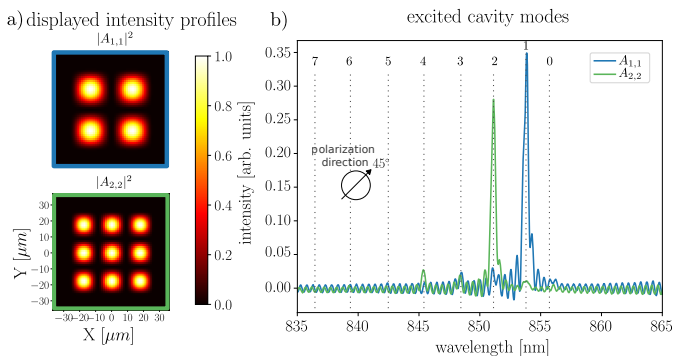 a) displayed intensity profiles
|A₁,₁|²
|A₂,₂|²
30
20
10
0
−10
−20
−30
Y [μm]
−20 −10 0 10 20 30
X [μm]
1.0
0.8
0.6
0.4
0.2
0.0
intensity [arb. units]
b) excited cavity modes
7 6 5 4 3 2 1 0
A₁,₁
A₂,₂
polarization
direction 45°
0.35
0.30
0.25
0.20
0.15
0.10
0.05
0.00
835 840 845 850 855 860 865
wavelength [nm]